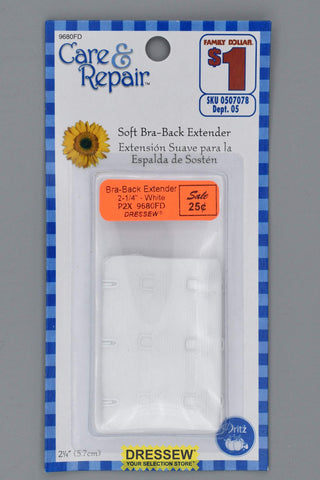 9680FD
Care &
Repair™
FAMILY DOLLAR
$1
SKU 0507078
Dept. 05
Soft Bra-Back Extender
Extensión Suave para la
Espalda de Sostén
Bra-Back Extender
2-1/4" - White
P2X 9680FD
DRESSEW®
Sale
25¢
Dritz
2¼" (5.7cm)
DRESSEW®
YOUR SELECTION STORE